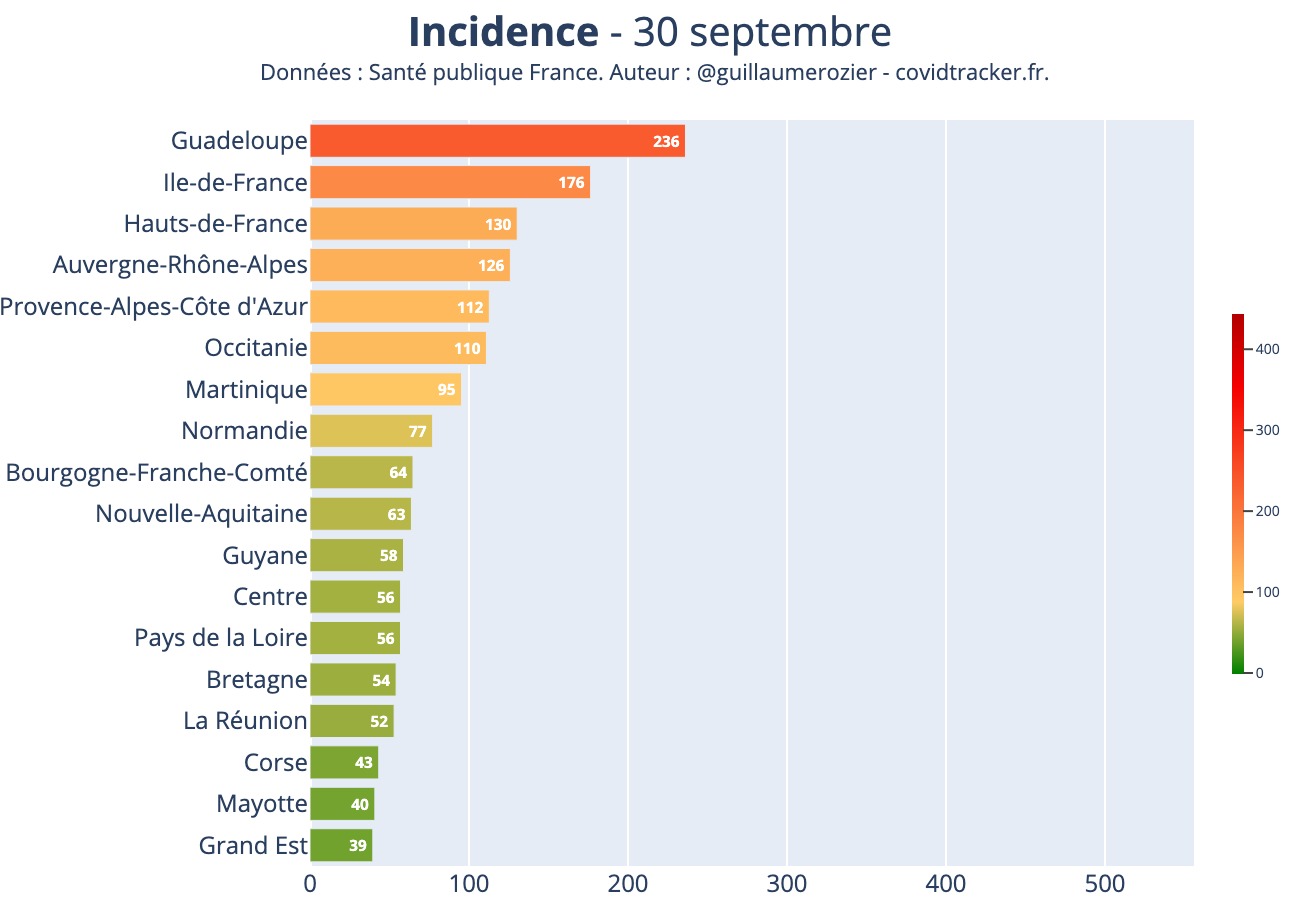 Incidence - 30 septembre
Données : Santé publique France. Auteur : @guillaumerozier - covidtracker.fr.
Guadeloupe 236
Ile-de-France 176
Hauts-de-France 130
Auvergne-Rhône-Alpes 126
Provence-Alpes-Côte d'Azur 112
Occitanie 110
Martinique 95
Normandie 77
Bourgogne-Franche-Comté 64
Nouvelle-Aquitaine 63
Guyane 58
Centre 56
Pays de la Loire 56
Bretagne 54
La Réunion 52
Corse 43
Mayotte 40
Grand Est 39
0 100 200 300 400 500
400
300
200
100
0